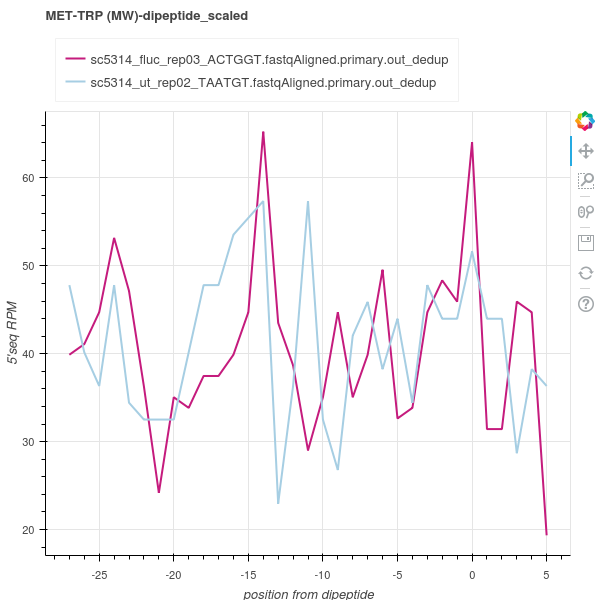 MET-TRP (MW)-dipeptide_scaled
sc5314_fluc_rep03_ACTGGT.fastqAligned.primary.out_dedup
sc5314_ut_rep02_TAATGT.fastqAligned.primary.out_dedup
60
50
40
30
20
5'seq RPM
-25 -20 -15 -10 -5 0 5
position from dipeptide